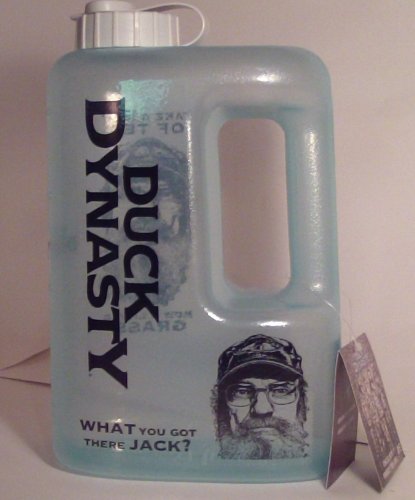 DUCK
DYNASTY
WHAT YOU GOT
THERE JACK?